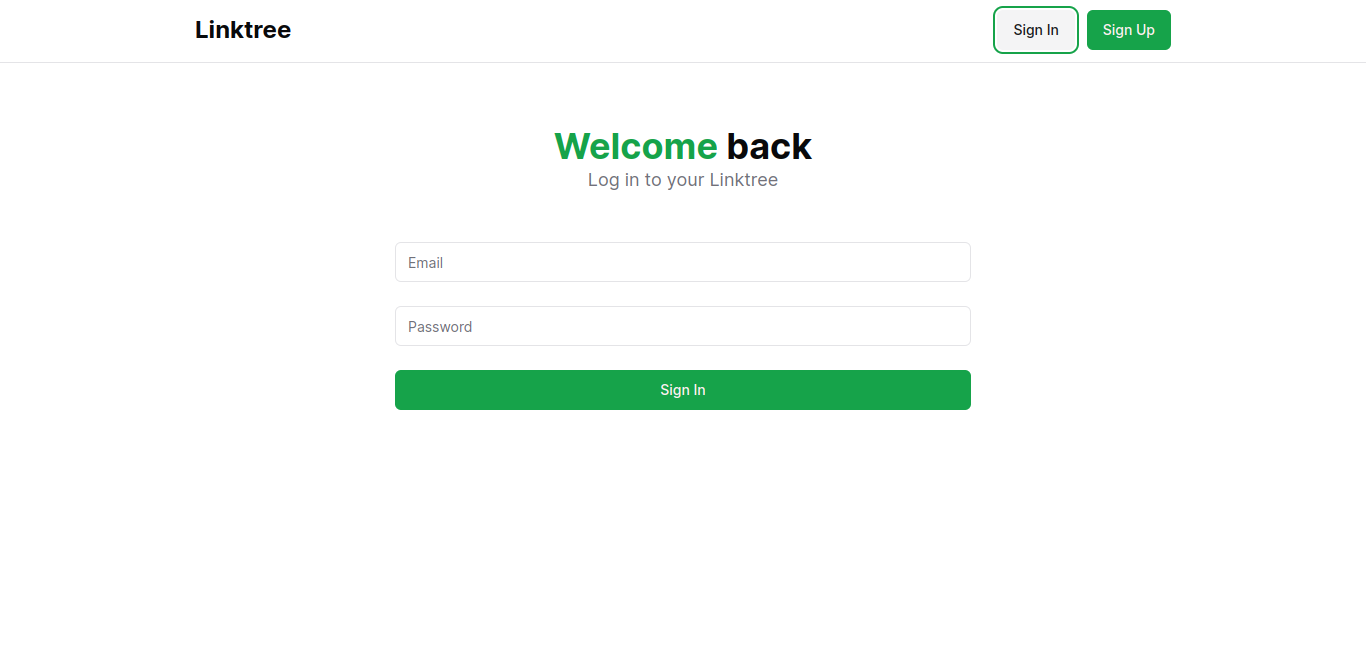 Linktree
Sign In
Sign Up
Welcome back
Log in to your Linktree
Email
Password
Sign In